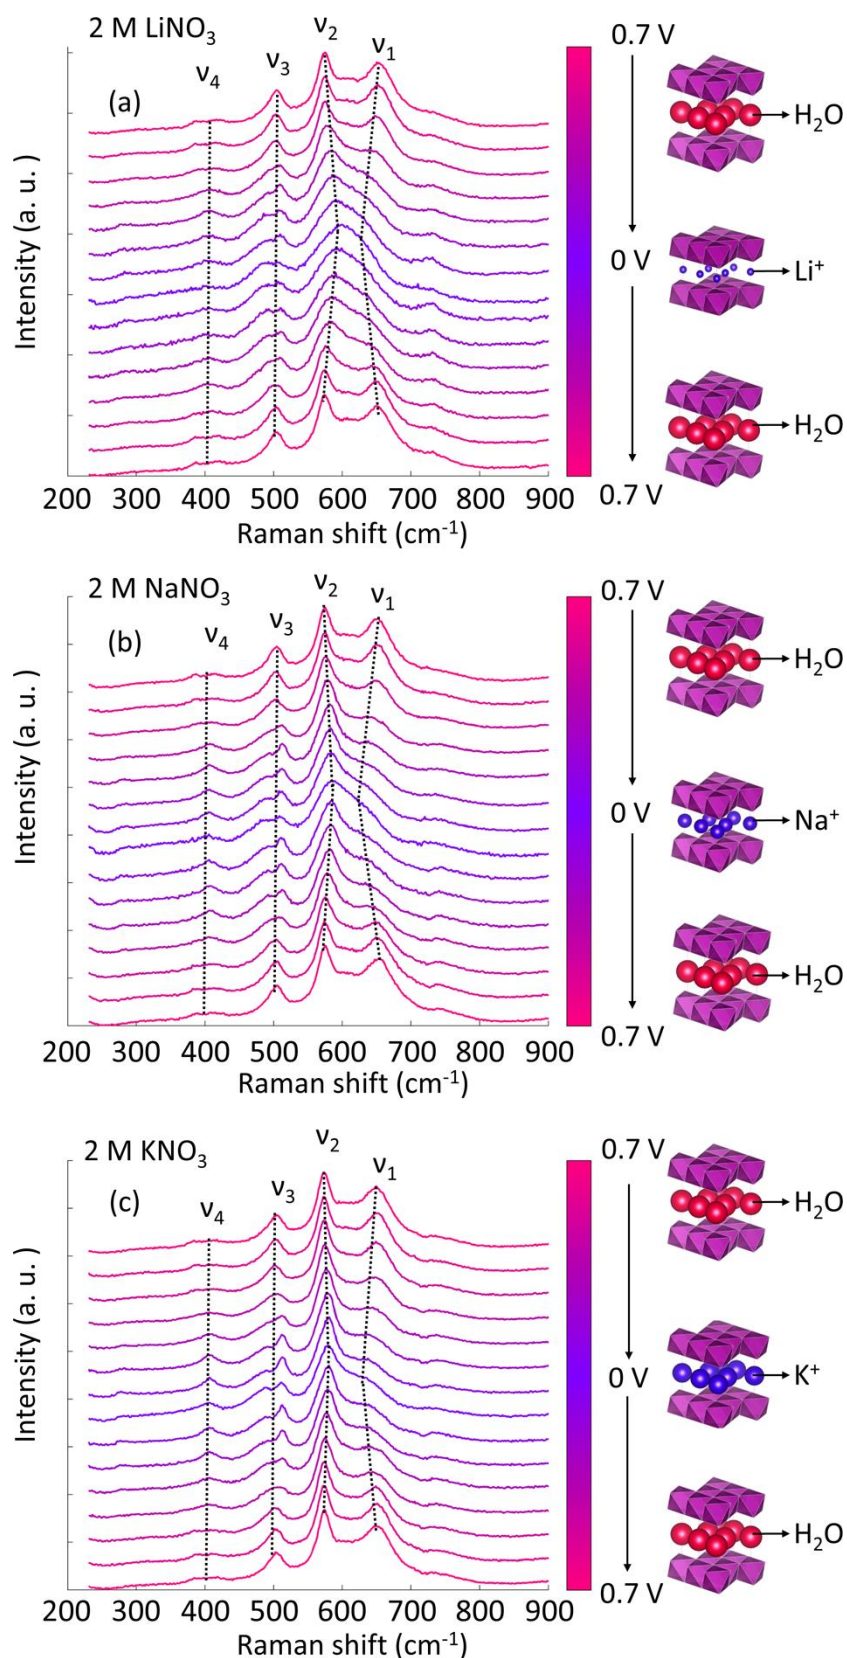 2 M LiNO₃
(a)
ν₄
ν₃
ν₂
ν₁
0.7 V
0 V
0.7 V
H₂O
Li⁺
H₂O
Intensity (a. u. )
200 300 400 500 600 700 800 900
Raman shift (cm⁻¹)
2 M NaNO₃
(b)
ν₄
ν₃
ν₂
ν₁
0.7 V
0 V
0.7 V
H₂O
Na⁺
H₂O
Intensity (a. u. )
200 300 400 500 600 700 800 900
Raman shift (cm⁻¹)
2 M KNO₃
(c)
ν₄
ν₃
ν₂
ν₁
0.7 V
0 V
0.7 V
H₂O
K⁺
H₂O
Intensity (a. u. )
200 300 400 500 600 700 800 900
Raman shift (cm⁻¹)